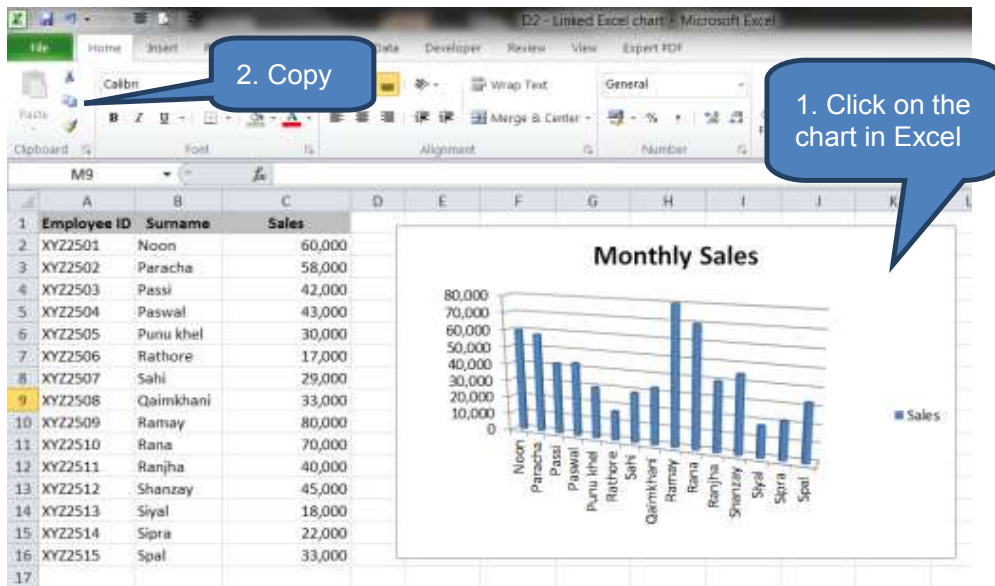 D2 - Linked Excel chart - Microsoft Excel
File Home Insert Data Developer Review View Expert PDF
2. Copy
1. Click on the
chart in Excel
Paste Calibri Wrap Text General
B I U A Merge & Center % ,
Clipboard Font Alignment Number
M9 fx
A B C D E F G H I J K L
1 Employee ID Surname Sales
2 XYZ2501 Noon 60,000
3 XYZ2502 Paracha 58,000
4 XYZ2503 Passi 42,000
5 XYZ2504 Paswal 43,000
6 XYZ2505 Punu khel 30,000
7 XYZ2506 Rathore 17,000
8 XYZ2507 Sahi 29,000
9 XYZ2508 Qaimkhani 33,000
10 XYZ2509 Ramay 80,000
11 XYZ2510 Rana 70,000
12 XYZ2511 Ranjha 40,000
13 XYZ2512 Shanzay 45,000
14 XYZ2513 Siyal 18,000
15 XYZ2514 Sipra 22,000
16 XYZ2515 Spal 33,000
17
Monthly Sales
80,000
70,000
60,000
50,000
40,000
30,000
20,000
10,000
0
Noon
Paracha
Passi
Paswal
Punu khel
Rathore
Sahi
Qaimkhani
Ramay
Rana
Ranjha
Shanzay
Siyal
Sipra
Spal
Sales